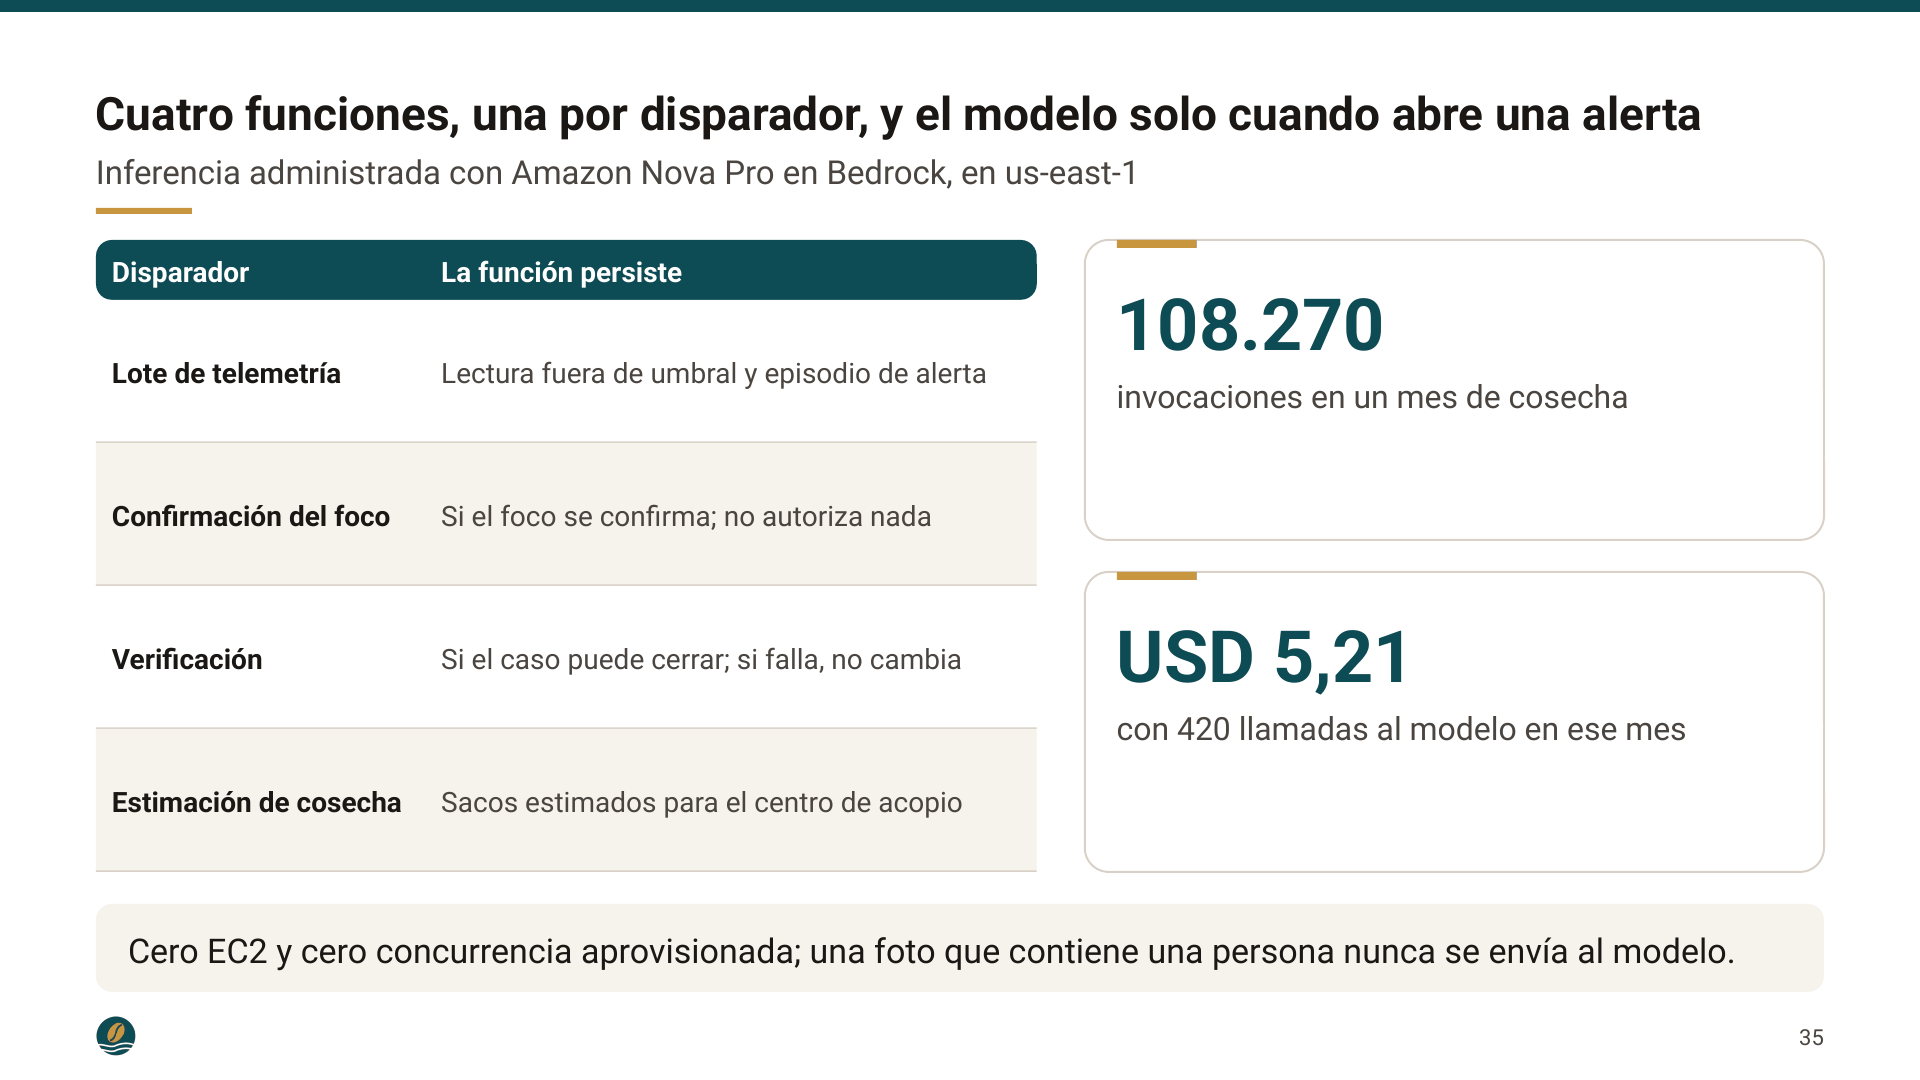 Cuatro funciones, una por disparador, y el modelo solo cuando abre una alerta
Inferencia administrada con Amazon Nova Pro en Bedrock, en us-east-1
Disparador La función persiste
Lote de telemetría Lectura fuera de umbral y episodio de alerta
Confirmación del foco Si el foco se confirma; no autoriza nada
Verificación Si el caso puede cerrar; si falla, no cambia
Estimación de cosecha Sacos estimados para el centro de acopio
108.270
invocaciones en un mes de cosecha
USD 5,21
con 420 llamadas al modelo en ese mes
Cero EC2 y cero concurrencia aprovisionada; una foto que contiene una persona nunca se envía al modelo.
35